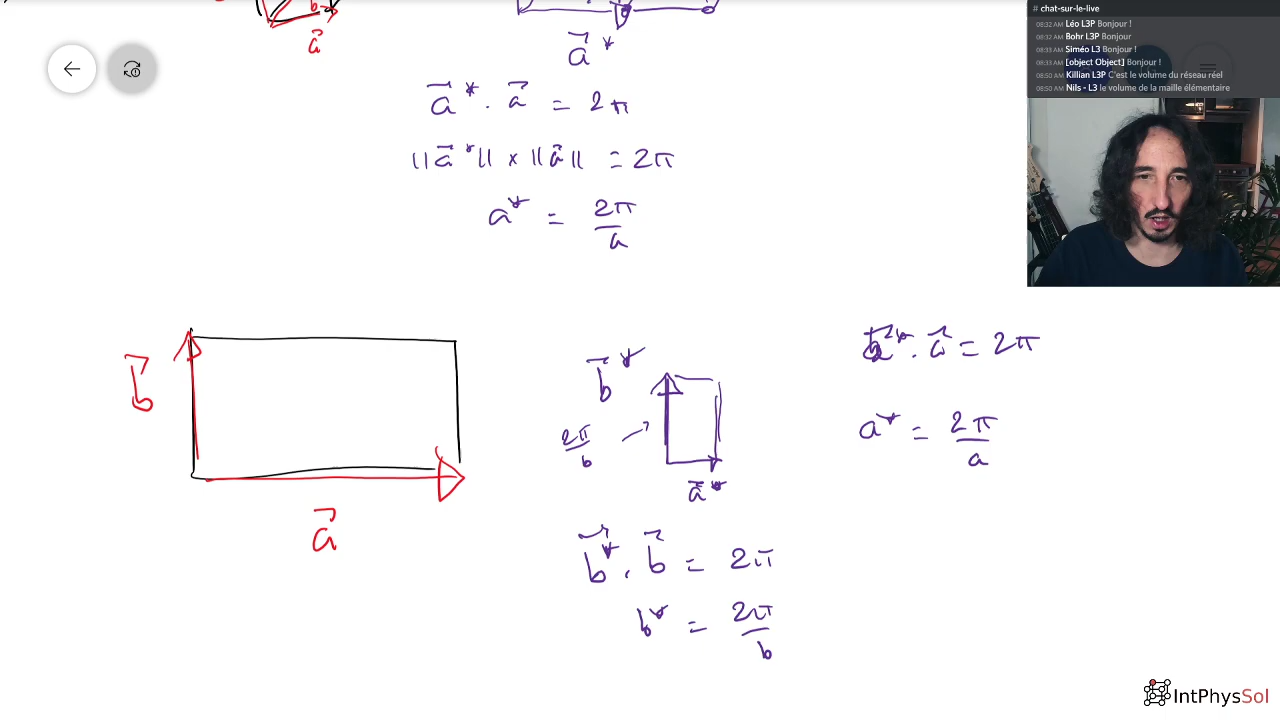 b
a⃗
a⃗*
a⃗* . a⃗ = 2π
||a⃗*|| x ||a⃗|| = 2π
a* = 2π/a
b⃗
a⃗
b⃗*
2π/b
a⃗*
b⃗* . b⃗ = 2π
b* = 2π/b
. a⃗ = 2π
a* = 2π/a
# chat-sur-le-live
08:32 AM Léo L3P Bonjour !
08:32 AM Bohr L3P Bonjour
08:33 AM Siméo L3 Bonjour !
08:33 AM [object Object] Bonjour !
08:50 AM Killian L3P C'est le volume du réseau réel
08:50 AM Nils - L3 le volume de la maille élémentaire
IntPhysSol